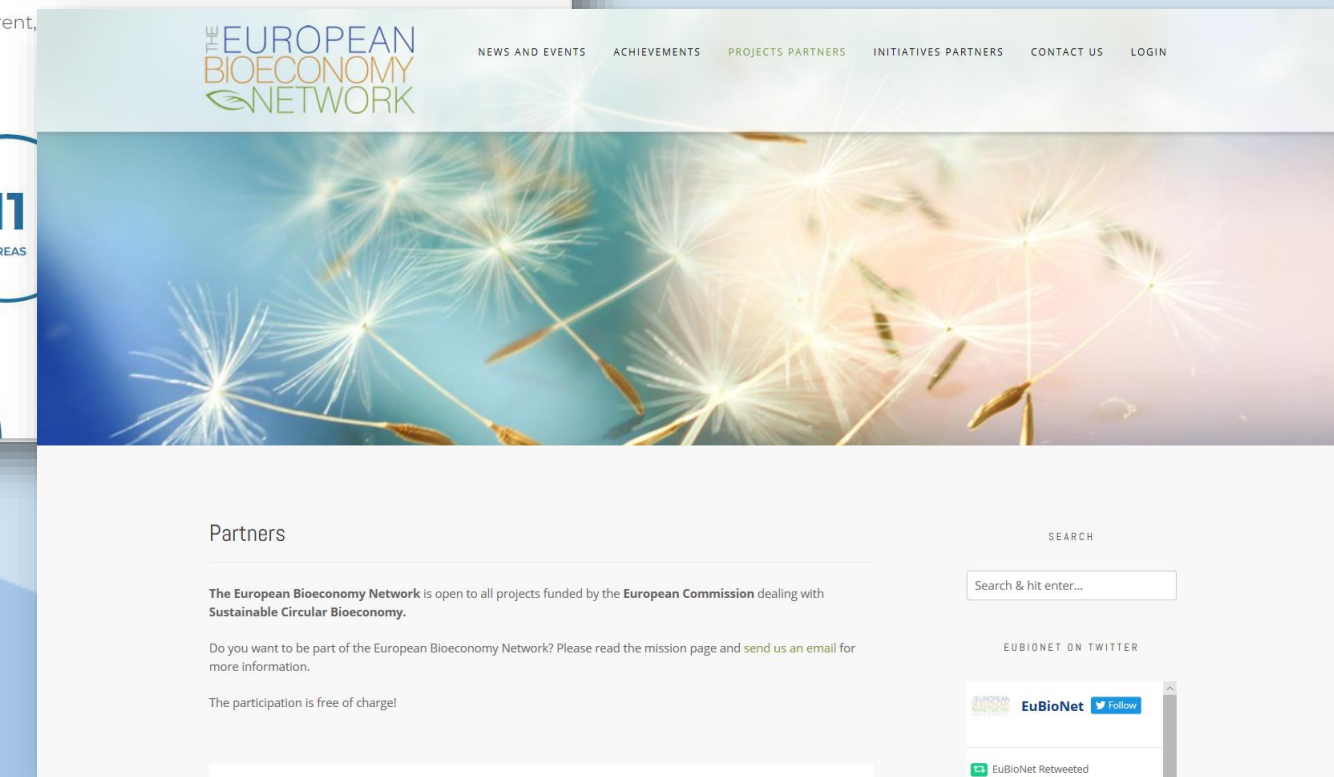 rent,
11
REAS
THE EUROPEAN
BIOECONOMY
NETWORK
NEWS AND EVENTS ACHIEVEMENTS PROJECTS PARTNERS INITIATIVES PARTNERS CONTACT US LOGIN
Partners
The European Bioeconomy Network is open to all projects funded by the European Commission dealing with
Sustainable Circular Bioeconomy.
Do you want to be part of the European Bioeconomy Network? Please read the mission page and send us an email for
more information.
The participation is free of charge!
SEARCH
Search & hit enter...
EUBIONET ON TWITTER
EuBioNet Follow
EuBioNet Retweeted